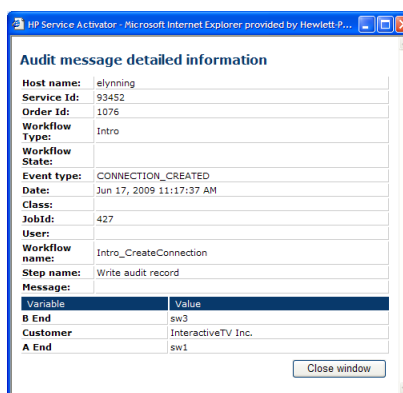 HP Service Activator - Microsoft Internet Explorer provided by Hewlett-P...
Audit message detailed information
Host name: elynning
Service Id: 93452
Order Id: 1076
Workflow
Type: Intro
Workflow
State:
Event type: CONNECTION_CREATED
Date: Jun 17, 2009 11:17:37 AM
Class:
JobId: 427
User:
Workflow
name: Intro_CreateConnection
Step name: Write audit record
Message:
Variable Value
B End sw3
Customer InteractiveTV Inc.
A End sw1
Close window